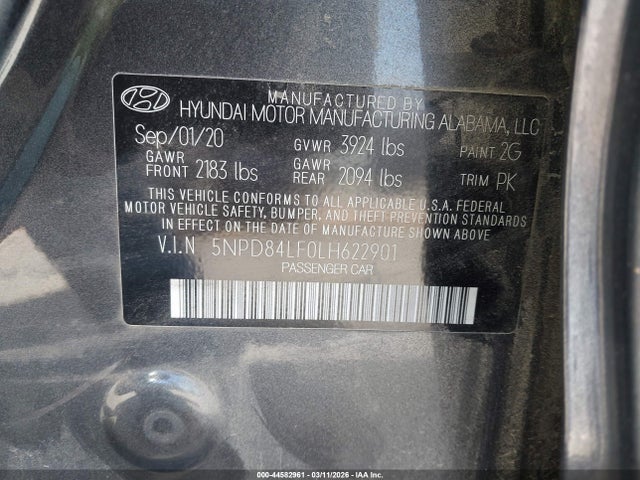 MANUFACTURED BY
HYUNDAI MOTOR MANUFACTURING ALABAMA, LLC
Sep/01/20 GVWR 3924 lbs PAINT 2G
GAWR FRONT 2183 lbs GAWR REAR 2094 lbs TRIM PK
THIS VEHICLE CONFORMS TO ALL APPLICABLE U.S.A. FEDERAL
MOTOR VEHICLE SAFETY, BUMPER, AND THEFT PREVENTION STANDARDS
IN EFFECT ON THE DATE OF MANUFACTURE SHOWN ABOVE.
V.I.N 5NPD84LF0LH622901
PASSENGER CAR
000-44582961 | 03/11/2026 | IAA Inc.